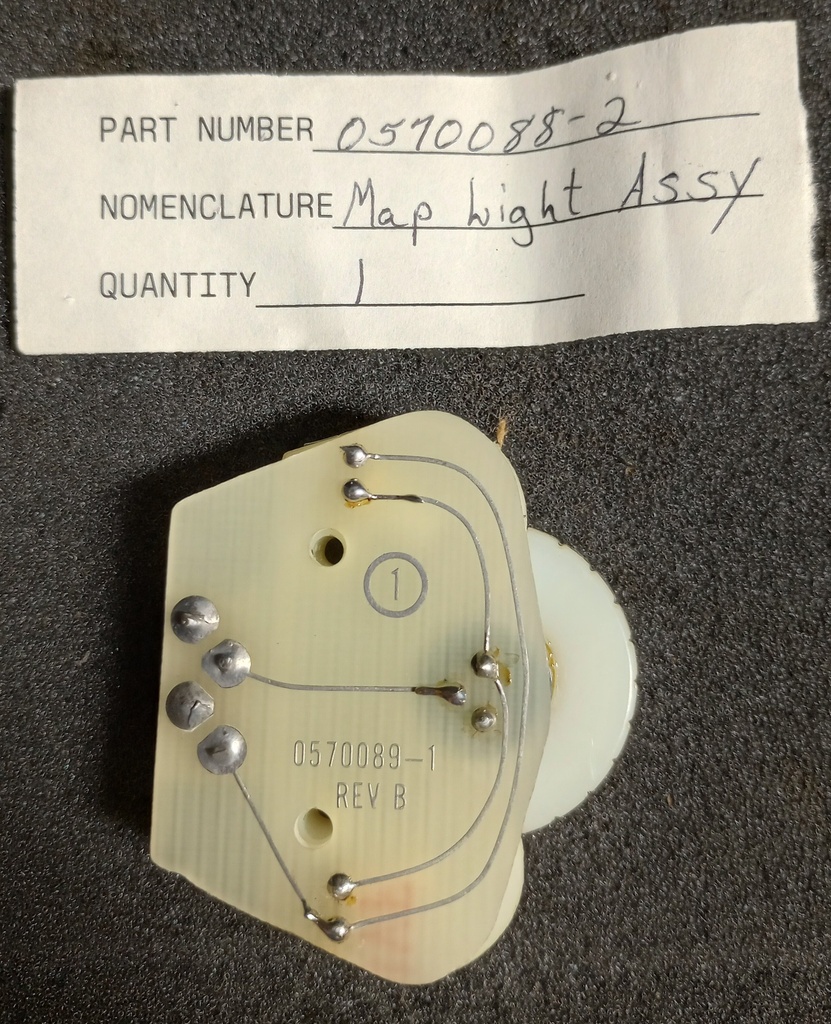 PART NUMBER 0570088-2
NOMENCLATURE Map Light Assy
QUANTITY 1
1
0570089-1
REV B